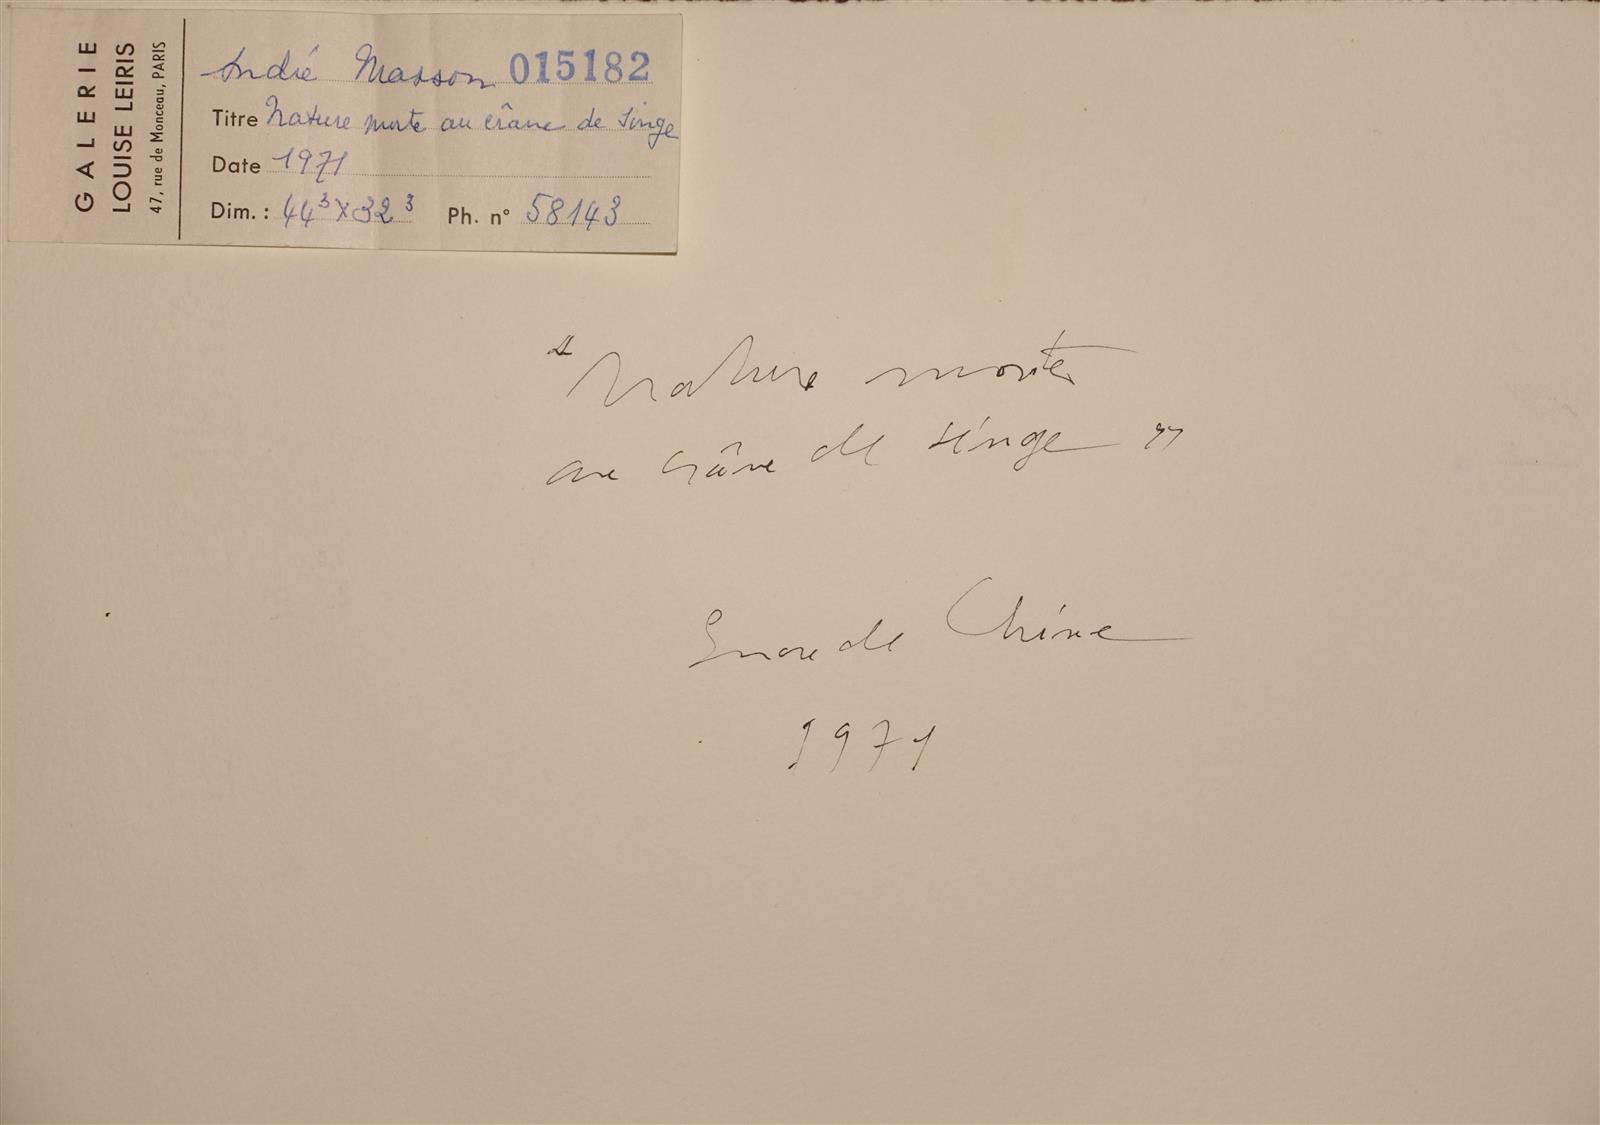 GALERIE
LOUISE LEIRIS
47, rue de Monceau, PARIS
André Masson 015182
Titre Nature morte au crâne de singe
Date 1971
Dim. : 44³ x 32³ Ph. n° 58143
"Nature morte
au crâne de singe"
Encre de Chine
1971